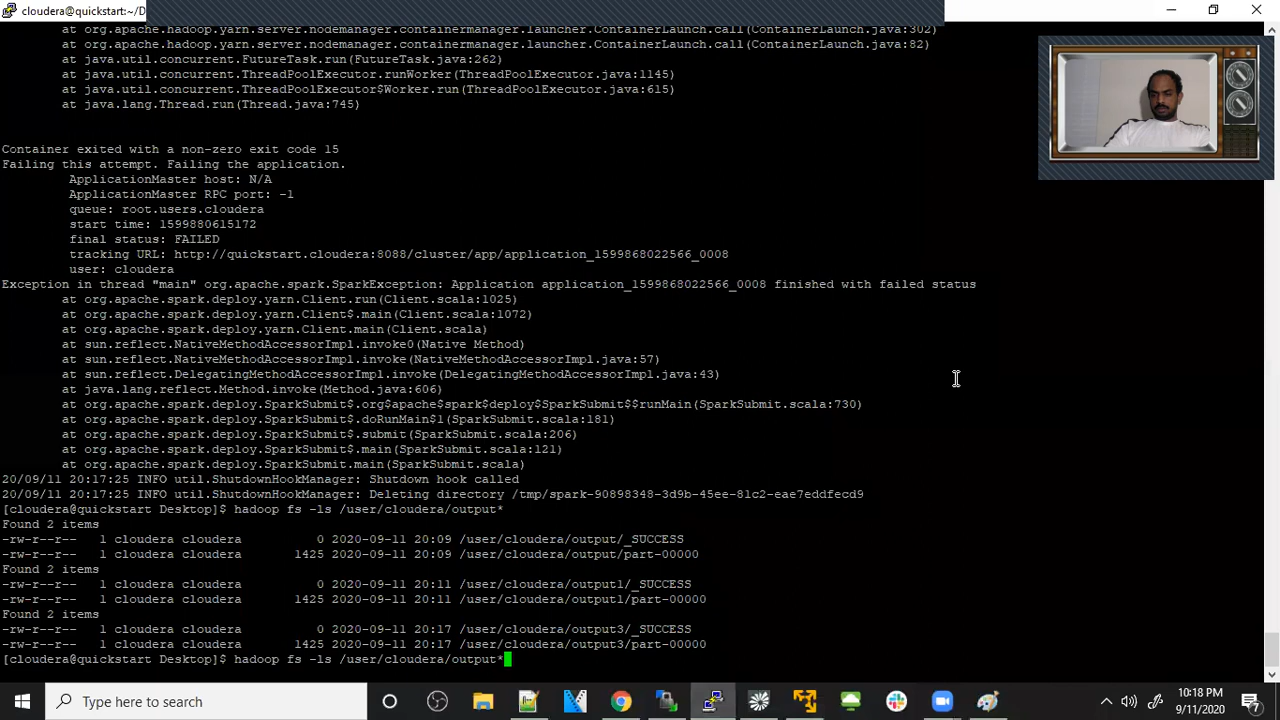 cloudera@quickstart:~/D
at org.apache.hadoop.yarn.server.nodemanager.containermanager.launcher.ContainerLaunch.call(ContainerLaunch.java:302)
at org.apache.hadoop.yarn.server.nodemanager.containermanager.launcher.ContainerLaunch.call(ContainerLaunch.java:82)
at java.util.concurrent.FutureTask.run(FutureTask.java:262)
at java.util.concurrent.ThreadPoolExecutor.runWorker(ThreadPoolExecutor.java:1145)
at java.util.concurrent.ThreadPoolExecutor$Worker.run(ThreadPoolExecutor.java:615)
at java.lang.Thread.run(Thread.java:745)
Container exited with a non-zero exit code 15
Failing this attempt. Failing the application.
ApplicationMaster host: N/A
ApplicationMaster RPC port: -1
queue: root.users.cloudera
start time: 1599880615172
final status: FAILED
tracking URL: http://quickstart.cloudera:8088/cluster/app/application_1599868022566_0008
user: cloudera
Exception in thread "main" org.apache.spark.SparkException: Application application_1599868022566_0008 finished with failed status
at org.apache.spark.deploy.yarn.Client.run(Client.scala:1025)
at org.apache.spark.deploy.yarn.Client$.main(Client.scala:1072)
at org.apache.spark.deploy.yarn.Client.main(Client.scala)
at sun.reflect.NativeMethodAccessorImpl.invoke0(Native Method)
at sun.reflect.NativeMethodAccessorImpl.invoke(NativeMethodAccessorImpl.java:57)
at sun.reflect.DelegatingMethodAccessorImpl.invoke(DelegatingMethodAccessorImpl.java:43)
at java.lang.reflect.Method.invoke(Method.java:606)
at org.apache.spark.deploy.SparkSubmit$.org$apache$spark$deploy$SparkSubmit$$runMain(SparkSubmit.scala:730)
at org.apache.spark.deploy.SparkSubmit$.doRunMain$1(SparkSubmit.scala:181)
at org.apache.spark.deploy.SparkSubmit$.submit(SparkSubmit.scala:206)
at org.apache.spark.deploy.SparkSubmit$.main(SparkSubmit.scala:121)
at org.apache.spark.deploy.SparkSubmit.main(SparkSubmit.scala)
20/09/11 20:17:25 INFO util.ShutdownHookManager: Shutdown hook called
20/09/11 20:17:25 INFO util.ShutdownHookManager: Deleting directory /tmp/spark-90898348-3d9b-45ee-81c2-eae7eddfecd9
[cloudera@quickstart Desktop]$ hadoop fs -ls /user/cloudera/output*
Found 2 items
-rw-r--r-- 1 cloudera cloudera 0 2020-09-11 20:09 /user/cloudera/output/_SUCCESS
-rw-r--r-- 1 cloudera cloudera 1425 2020-09-11 20:09 /user/cloudera/output/part-00000
Found 2 items
-rw-r--r-- 1 cloudera cloudera 0 2020-09-11 20:11 /user/cloudera/output1/_SUCCESS
-rw-r--r-- 1 cloudera cloudera 1425 2020-09-11 20:11 /user/cloudera/output1/part-00000
Found 2 items
-rw-r--r-- 1 cloudera cloudera 0 2020-09-11 20:17 /user/cloudera/output3/_SUCCESS
-rw-r--r-- 1 cloudera cloudera 1425 2020-09-11 20:17 /user/cloudera/output3/part-00000
[cloudera@quickstart Desktop]$ hadoop fs -ls /user/cloudera/output*
Type here to search
10:18 PM
9/11/2020
7